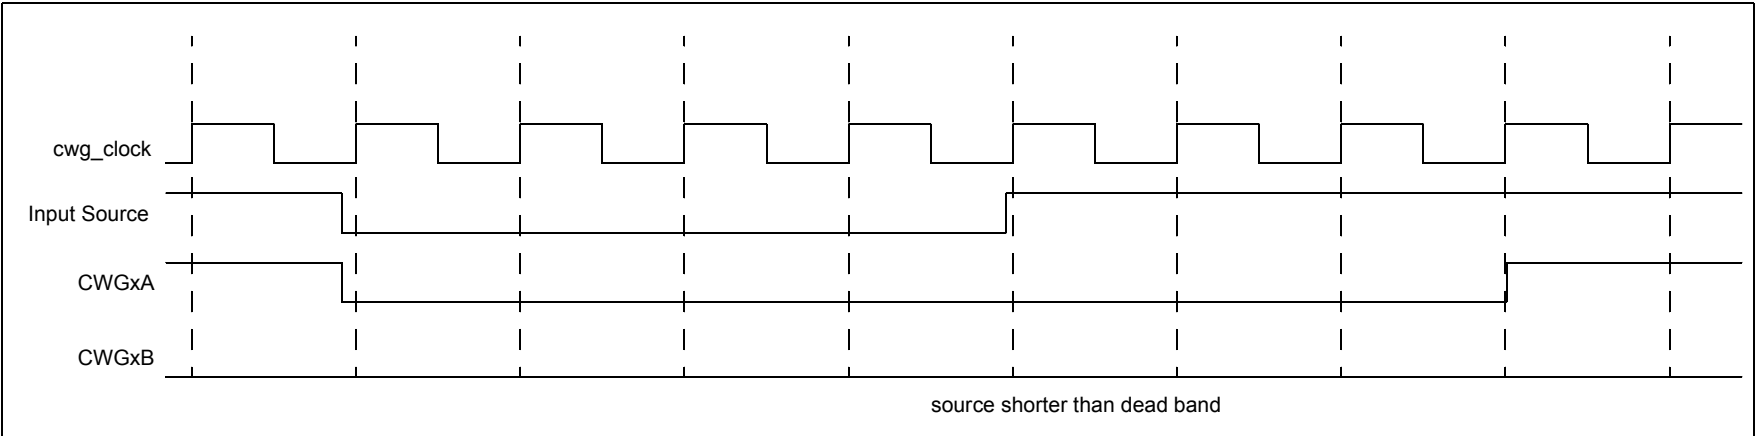 cwg_clock
Input Source
CWGxA
CWGxB
source shorter than dead band